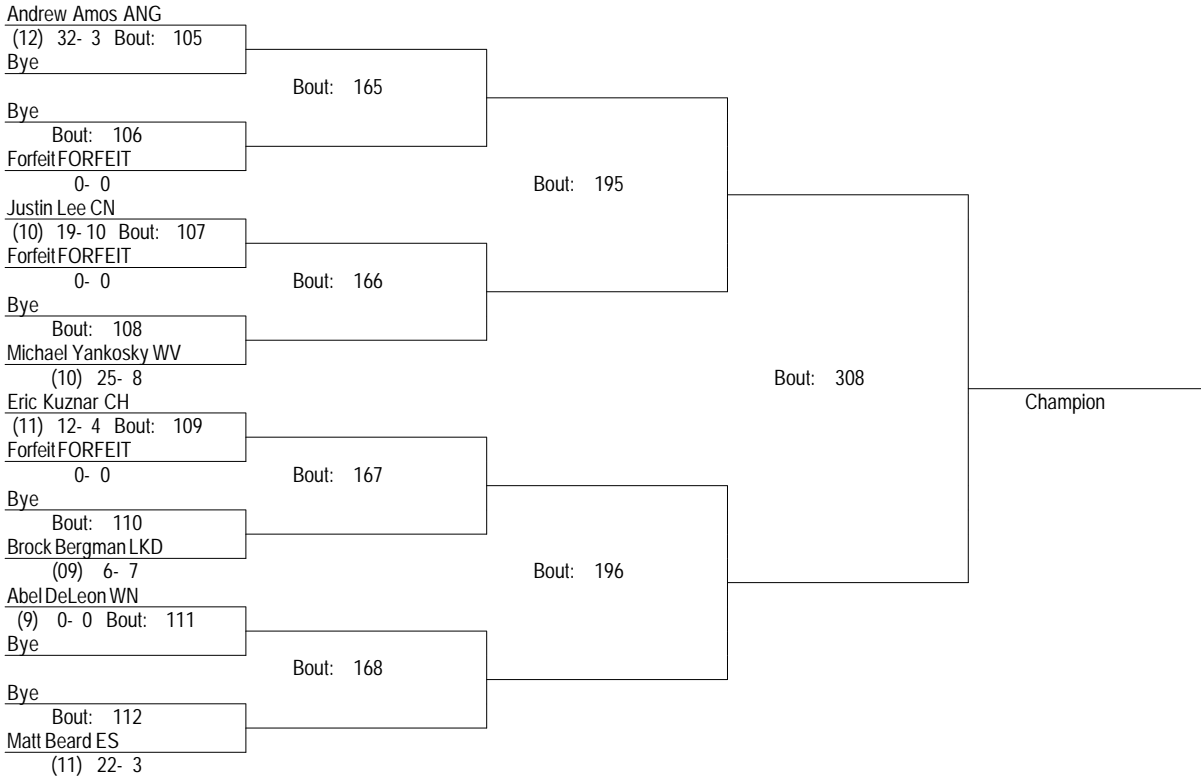 Andrew Amos ANG
(12) 32- 3 Bout: 105
Bye
Bout: 165
Bye
Bout: 106
Forfeit FORFEIT
0- 0
Bout: 195
Justin Lee CN
(10) 19- 10 Bout: 107
Forfeit FORFEIT
0- 0
Bout: 166
Bye
Bout: 108
Michael Yankosky WV
(10) 25- 8
Bout: 308
Eric Kuznar CH
Champion
(11) 12- 4 Bout: 109
Forfeit FORFEIT
0- 0
Bout: 167
Bye
Bout: 110
Brock Bergman LKD
(09) 6- 7
Bout: 196
Abel DeLeon WN
(9) 0- 0 Bout: 111
Bye
Bout: 168
Bye
Bout: 112
Matt Beard ES
(11) 22- 3